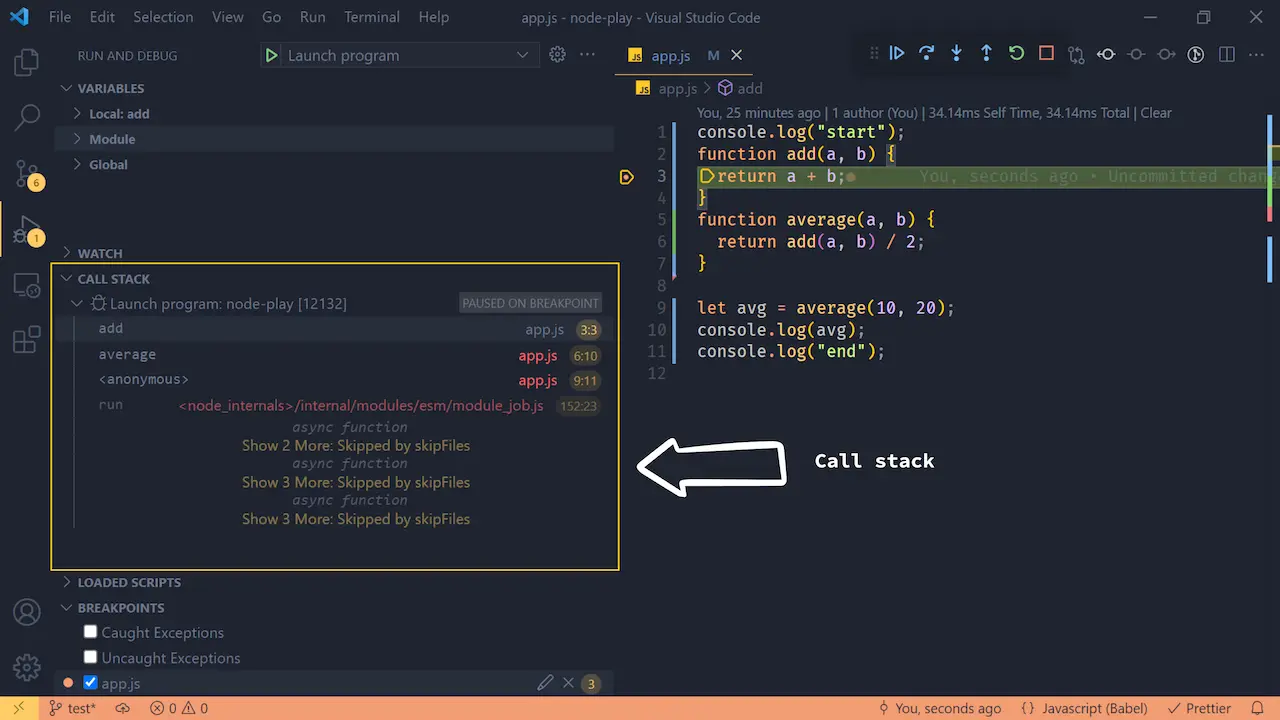 File Edit Selection View Go Run Terminal Help app.js - node-play - Visual Studio Code
RUN AND DEBUG Launch program
JS app.js M
JS app.js > add
VARIABLES
Local: add
Module
Global
6
1
WATCH
CALL STACK
Launch program: node-play [12132] PAUSED ON BREAKPOINT
add app.js 3:3
average app.js 6:10
<anonymous> app.js 9:11
run <node_internals>/internal/modules/esm/module_job.js 152:23
async function
Show 2 More: Skipped by skipFiles
async function
Show 3 More: Skipped by skipFiles
async function
Show 3 More: Skipped by skipFiles
LOADED SCRIPTS
BREAKPOINTS
Caught Exceptions
Uncaught Exceptions
app.js 3
You, 25 minutes ago | 1 author (You) | 34.14ms Self Time, 34.14ms Total | Clear
1 console.log("start");
2 function add(a, b) {
3 return a + b; You, seconds ago • Uncommitted chang
4 }
5 function average(a, b) {
6 return add(a, b) / 2;
7 }
8
9 let avg = average(10, 20);
10 console.log(avg);
11 console.log("end");
12
Call stack
test* 0 0 You, seconds ago {} Javascript (Babel) Prettier